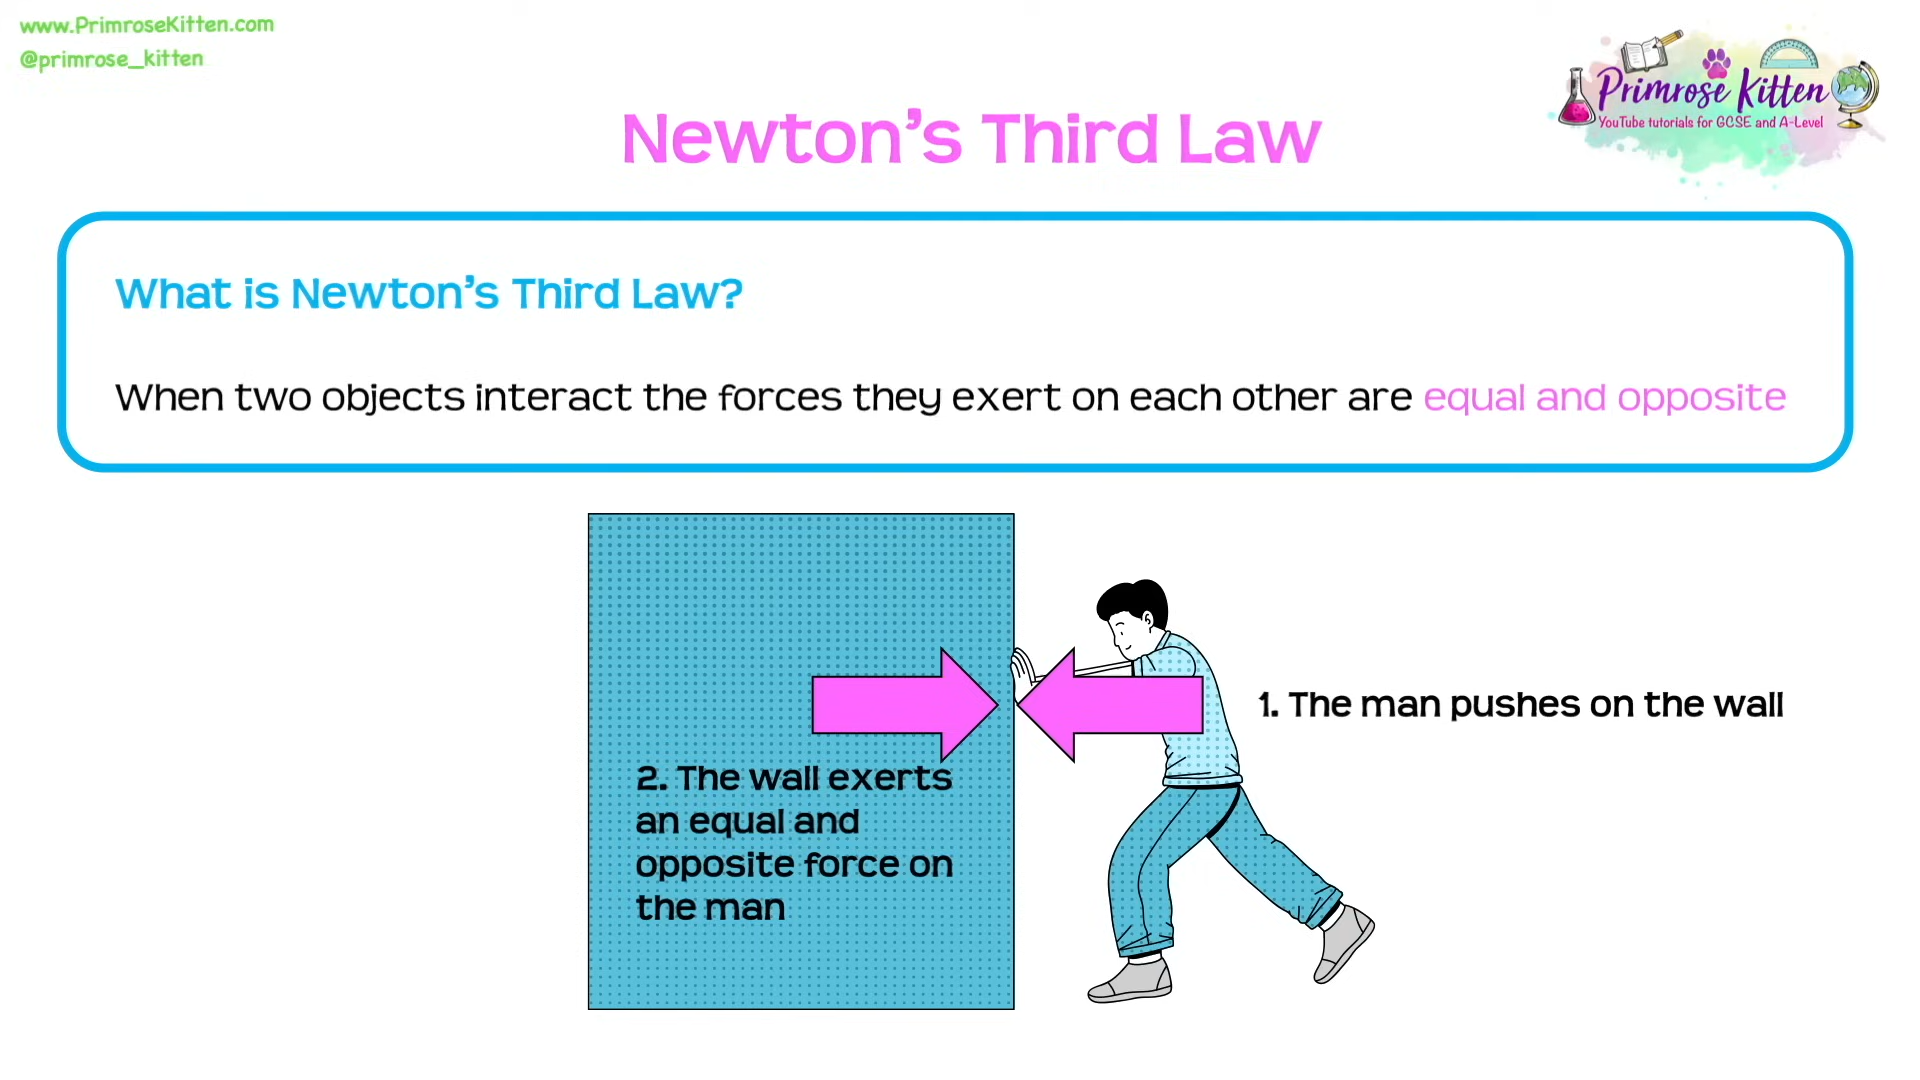 www.PrimroseKitten.com
@primrose_kitten
Primrose Kitten
YouTube tutorials for GCSE and A-Level
Newton's Third Law
What is Newton's Third Law?
When two objects interact the forces they exert on each other are equal and opposite
1. The man pushes on the wall
2. The wall exerts
an equal and
opposite force on
the man